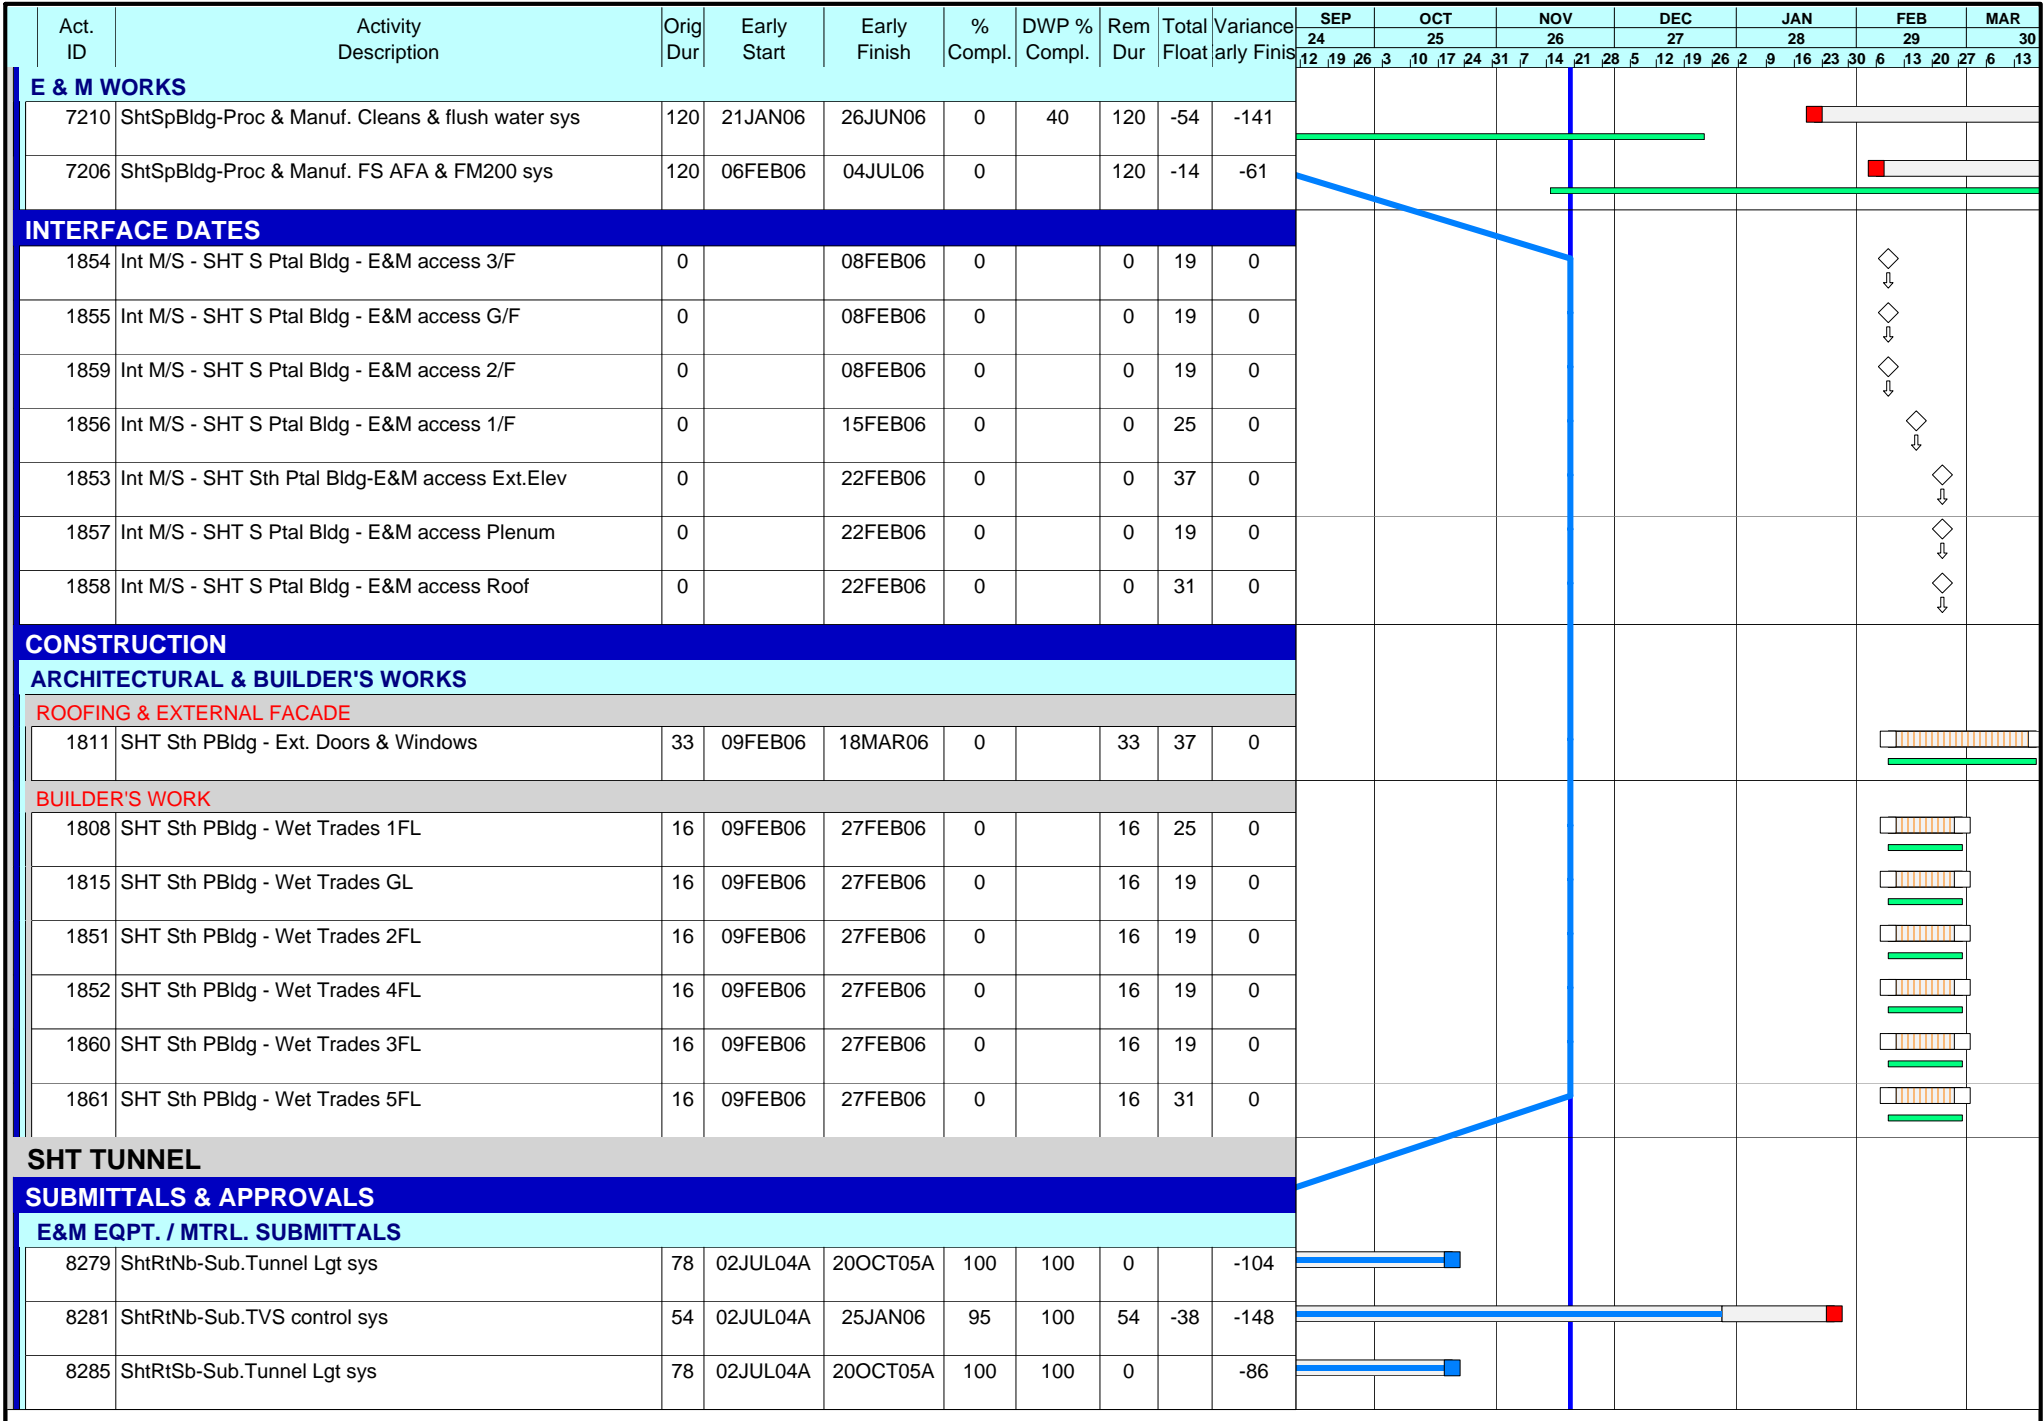 Act. Activity Orig Early Early % DWP % Rem Total Variance SEP OCT NOV DEC JAN FEB MAR
ID Description Dur Start Finish Compl. Compl. Dur Float arly Finis 24 25 26 27 28 29 30
12 19 26 3 10 17 24 31 7 14 21 28 5 12 19 26 2 9 16 23 30 6 13 20 27 6 13
E & M WORKS
7210 ShtSpBldg-Proc & Manuf. Cleans & flush water sys 120 21JAN06 26JUN06 0 40 120 -54 -141
7206 ShtSpBldg-Proc & Manuf. FS AFA & FM200 sys 120 06FEB06 04JUL06 0 120 -14 -61
INTERFACE DATES
1854 Int M/S - SHT S Ptal Bldg - E&M access 3/F 0 08FEB06 0 0 19 0
1855 Int M/S - SHT S Ptal Bldg - E&M access G/F 0 08FEB06 0 0 19 0
1859 Int M/S - SHT S Ptal Bldg - E&M access 2/F 0 08FEB06 0 0 19 0
1856 Int M/S - SHT S Ptal Bldg - E&M access 1/F 0 15FEB06 0 0 25 0
1853 Int M/S - SHT Sth Ptal Bldg-E&M access Ext.Elev 0 22FEB06 0 0 37 0
1857 Int M/S - SHT S Ptal Bldg - E&M access Plenum 0 22FEB06 0 0 19 0
1858 Int M/S - SHT S Ptal Bldg - E&M access Roof 0 22FEB06 0 0 31 0
CONSTRUCTION
ARCHITECTURAL & BUILDER'S WORKS
ROOFING & EXTERNAL FACADE
1811 SHT Sth PBldg - Ext. Doors & Windows 33 09FEB06 18MAR06 0 33 37 0
BUILDER'S WORK
1808 SHT Sth PBldg - Wet Trades 1FL 16 09FEB06 27FEB06 0 16 25 0
1815 SHT Sth PBldg - Wet Trades GL 16 09FEB06 27FEB06 0 16 19 0
1851 SHT Sth PBldg - Wet Trades 2FL 16 09FEB06 27FEB06 0 16 19 0
1852 SHT Sth PBldg - Wet Trades 4FL 16 09FEB06 27FEB06 0 16 19 0
1860 SHT Sth PBldg - Wet Trades 3FL 16 09FEB06 27FEB06 0 16 19 0
1861 SHT Sth PBldg - Wet Trades 5FL 16 09FEB06 27FEB06 0 16 31 0
SHT TUNNEL
SUBMITTALS & APPROVALS
E&M EQPT. / MTRL. SUBMITTALS
8279 ShtRtNb-Sub.Tunnel Lgt sys 78 02JUL04A 20OCT05A 100 100 0 -104
8281 ShtRtNb-Sub.TVS control sys 54 02JUL04A 25JAN06 95 100 54 -38 -148
8285 ShtRtSb-Sub.Tunnel Lgt sys 78 02JUL04A 20OCT05A 100 100 0 -86